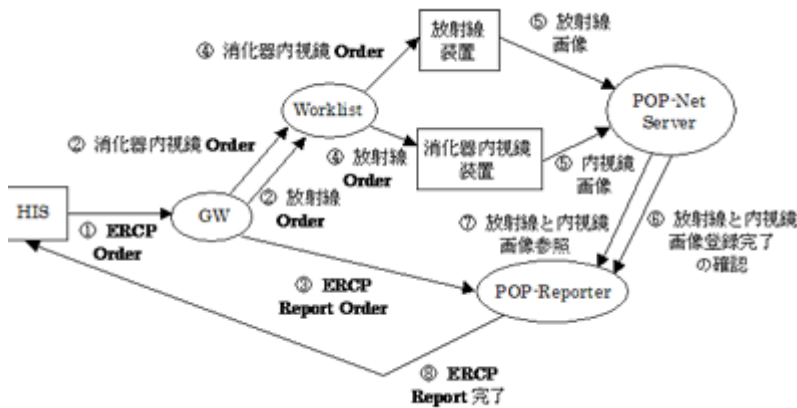 ④ 消化器内視鏡 Order
放射線
装置
⑤ 放射線
画像
Worklist
POP-Net
Server
② 消化器内視鏡 Order
④ 放射線
Order
消化器内視鏡
装置
⑤ 内視鏡
画像
HIS
① ERCP
Order
GW
② 放射線
Order
⑦ 放射線と内視鏡
画像参照
⑥ 放射線と内視鏡
画像登録完了
の確認
③ ERCP
Report Order
POP-Reporter
⑧ ERCP
Report 完了